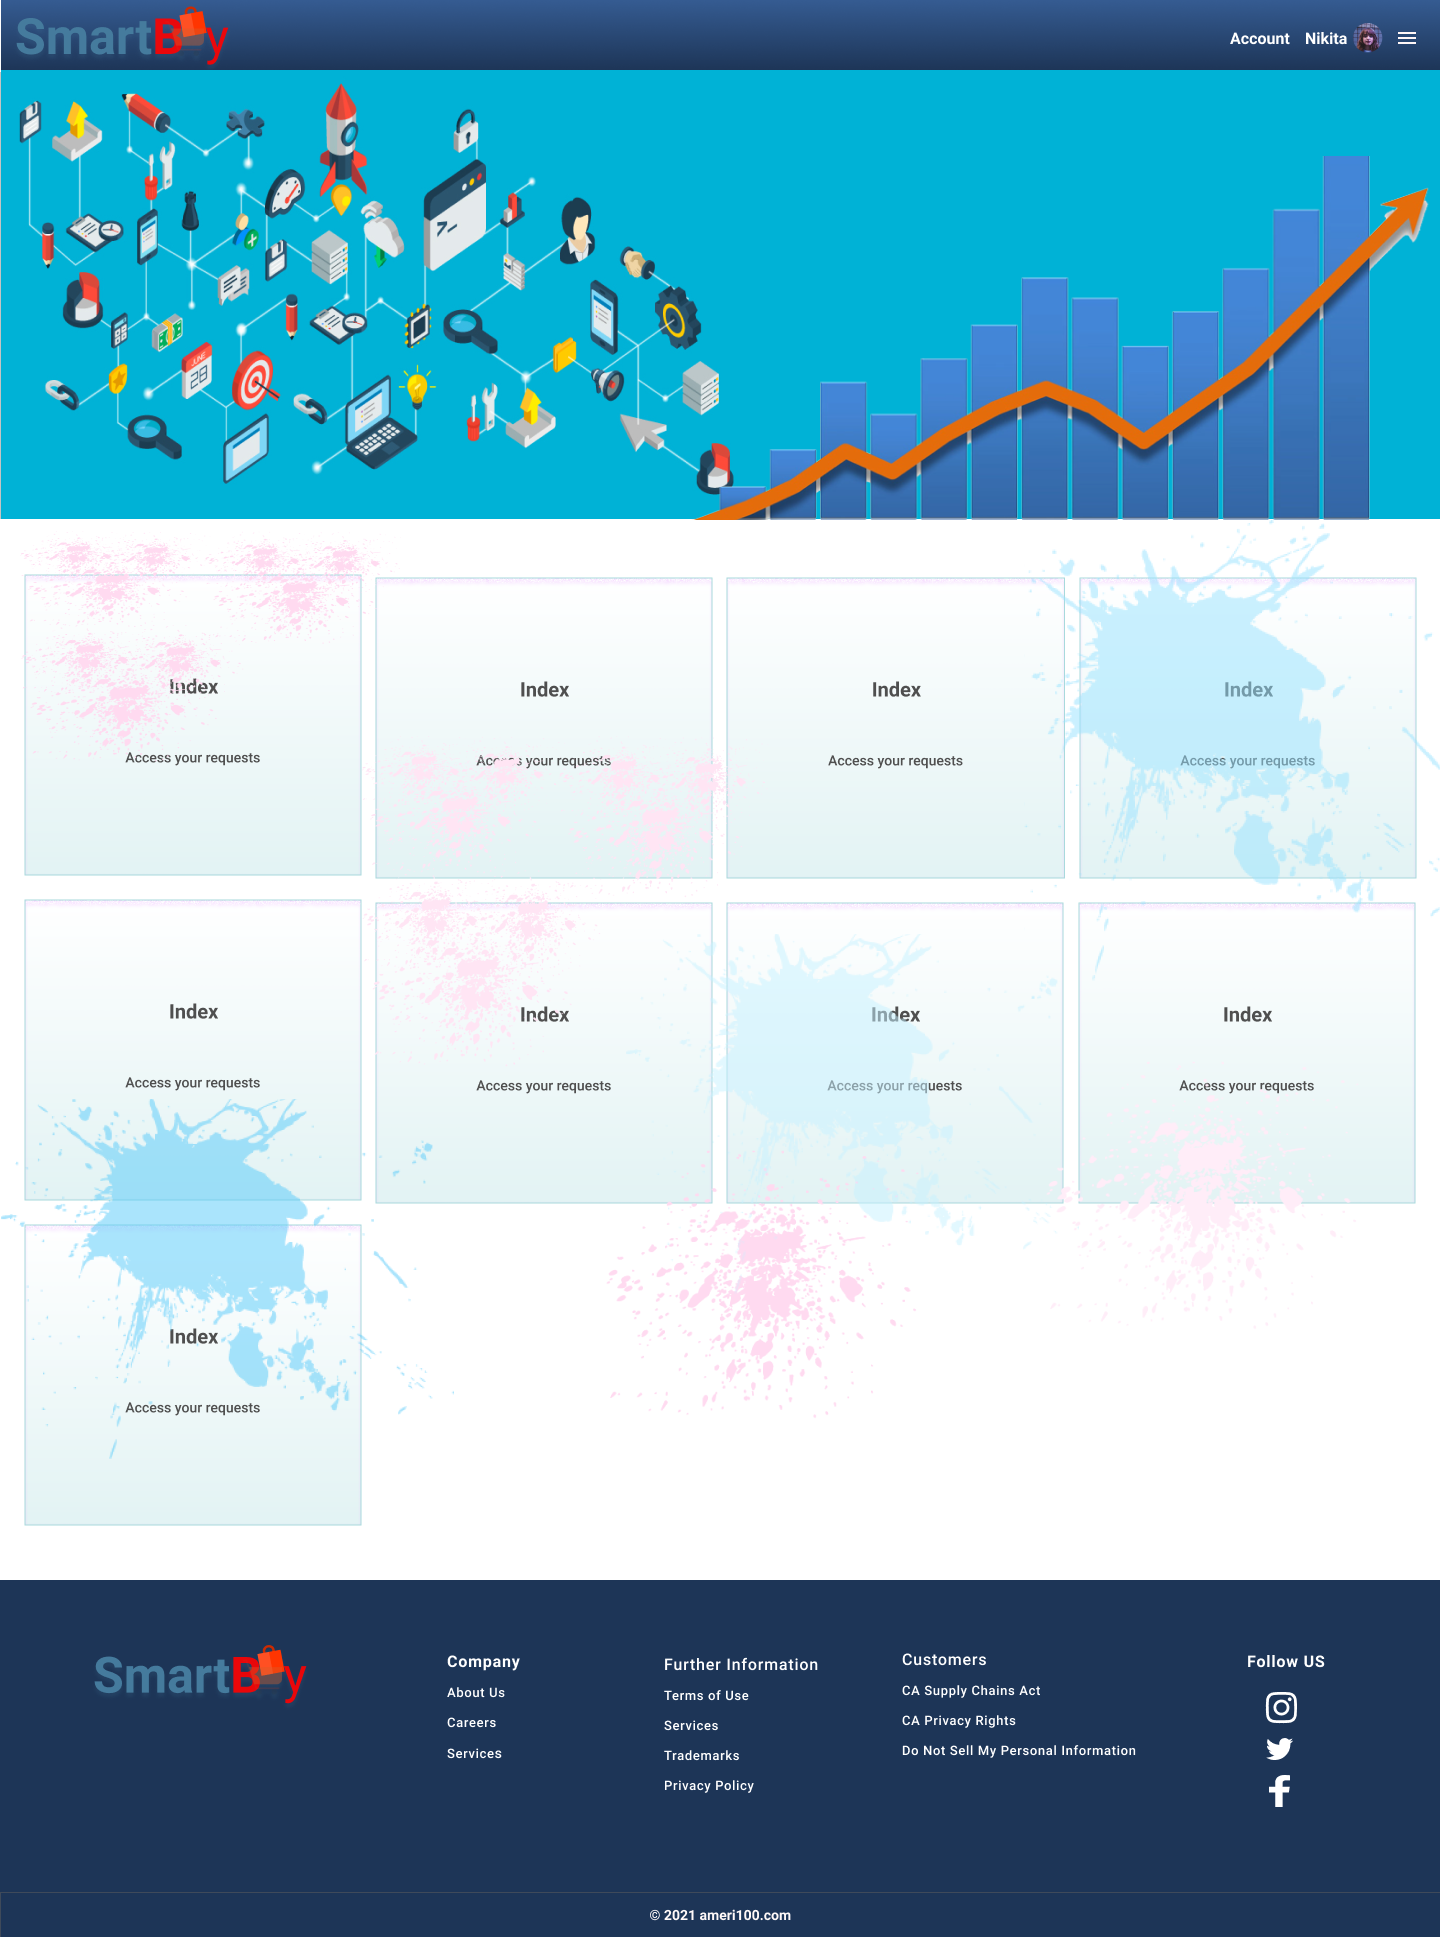 SmartBuy
Account Nikita
7-
JUNE
28
Index
Access your requests
Index
Access your requests
Index
Access your requests
Index
Access your requests
Index
Access your requests
Index
Access your requests
Index
Access your requests
Index
Access your requests
Index
Access your requests
SmartBuy
Company
About Us
Careers
Services
Further Information
Terms of Use
Services
Trademarks
Privacy Policy
Customers
CA Supply Chains Act
CA Privacy Rights
Do Not Sell My Personal Information
Follow US
© 2021 ameri100.com